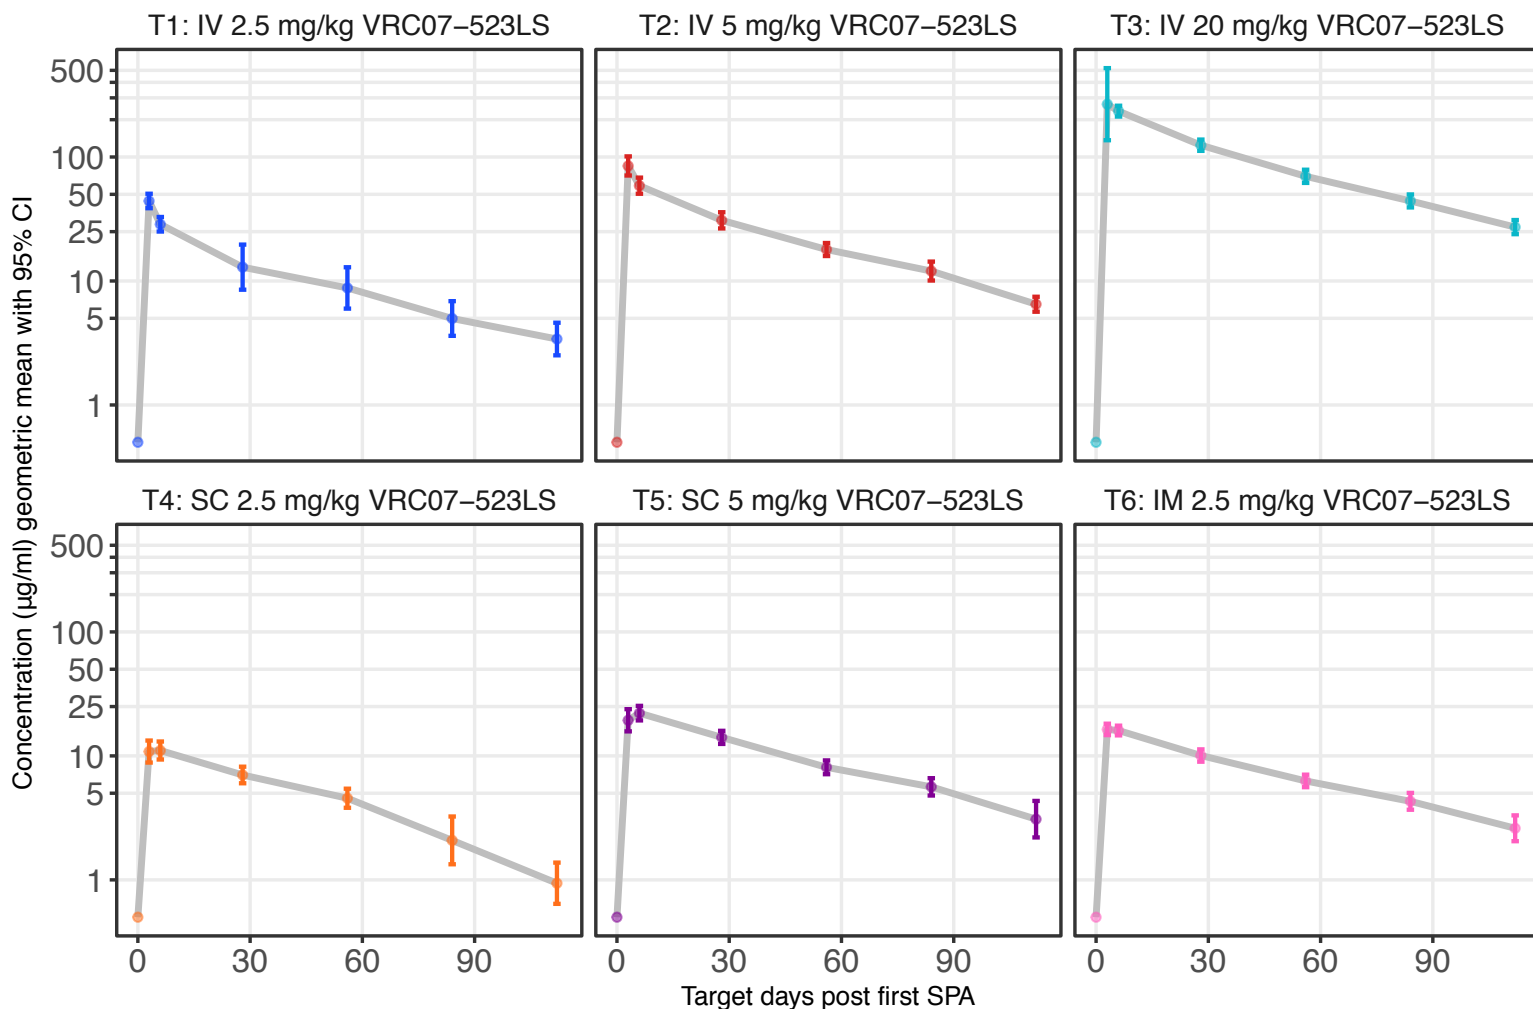 T1: IV 2.5 mg/kg VRC07−523LS
T2: IV 5 mg/kg VRC07−523LS
T3: IV 20 mg/kg VRC07−523LS
500
100
50
25
10
5
1
T4: SC 2.5 mg/kg VRC07−523LS
T5: SC 5 mg/kg VRC07−523LS
T6: IM 2.5 mg/kg VRC07−523LS
500
100
50
25
10
5
1
0 30 60 90
0 30 60 90
0 30 60 90
Target days post first SPA
Concentration (µg/ml) geometric mean with 95% CI